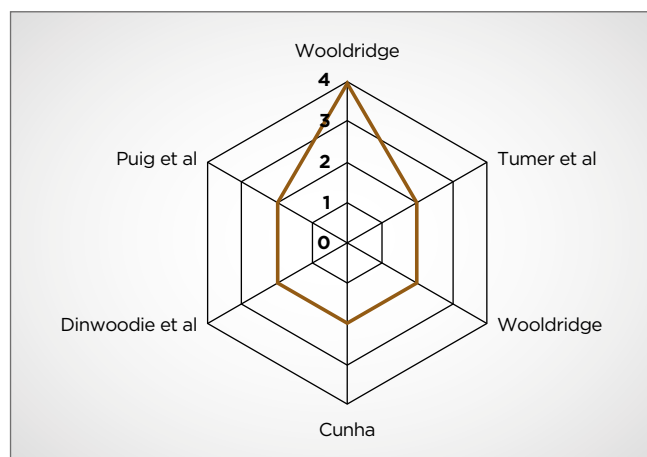 Wooldridge
4
3
Puig et al
Tumer et al
2
1
0
Dinwoodie et al
Wooldridge
Cunha